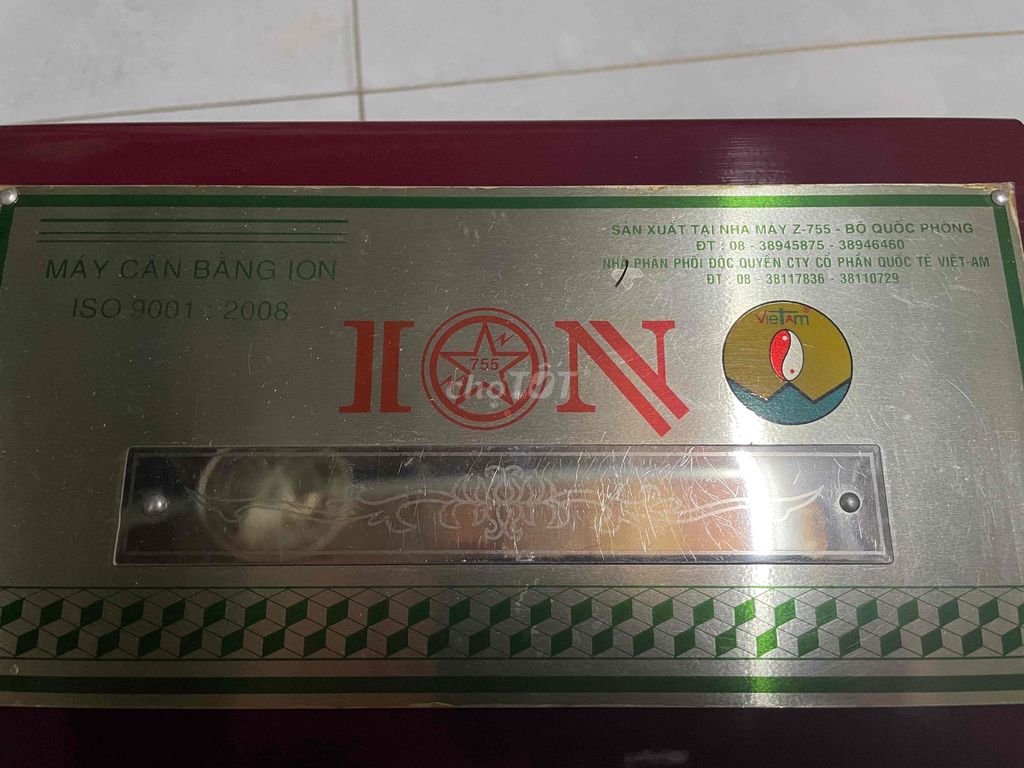 SẢN XUẤT TẠI NHÀ MÁY Z-755 - BỘ QUỐC PHÒNG
ĐT : 08 - 38945875 - 38946460
NHÀ PHÂN PHỐI ĐỘC QUYỀN CTY CỔ PHẦN QUỐC TẾ VIỆT-AM
ĐT : 08 - 38117836 - 38110729
MÁY CÂN BẰNG ION
ISO 9001 : 2008
VIETAM ®
ION
755
choTỐT